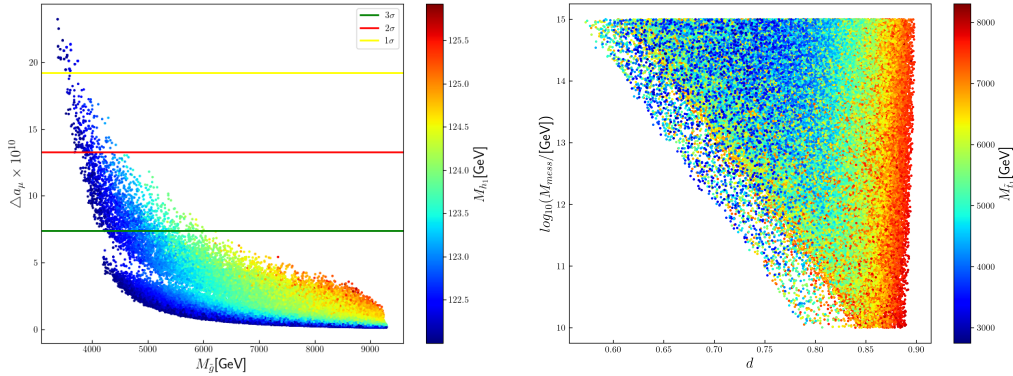 3σ
2σ
1σ
20
15
10
5
0
4000 5000 6000 7000 8000 9000
M_g̃[GeV]
△a_μ × 10^10
125.5
125.0
124.5
124.0
123.5
123.0
122.5
M_h1[GeV]
15
14
13
12
11
10
0.60 0.65 0.70 0.75 0.80 0.85 0.90
d
log_10(M_mess/[GeV])
8000
7000
6000
5000
4000
3000
M_t̃1[GeV]